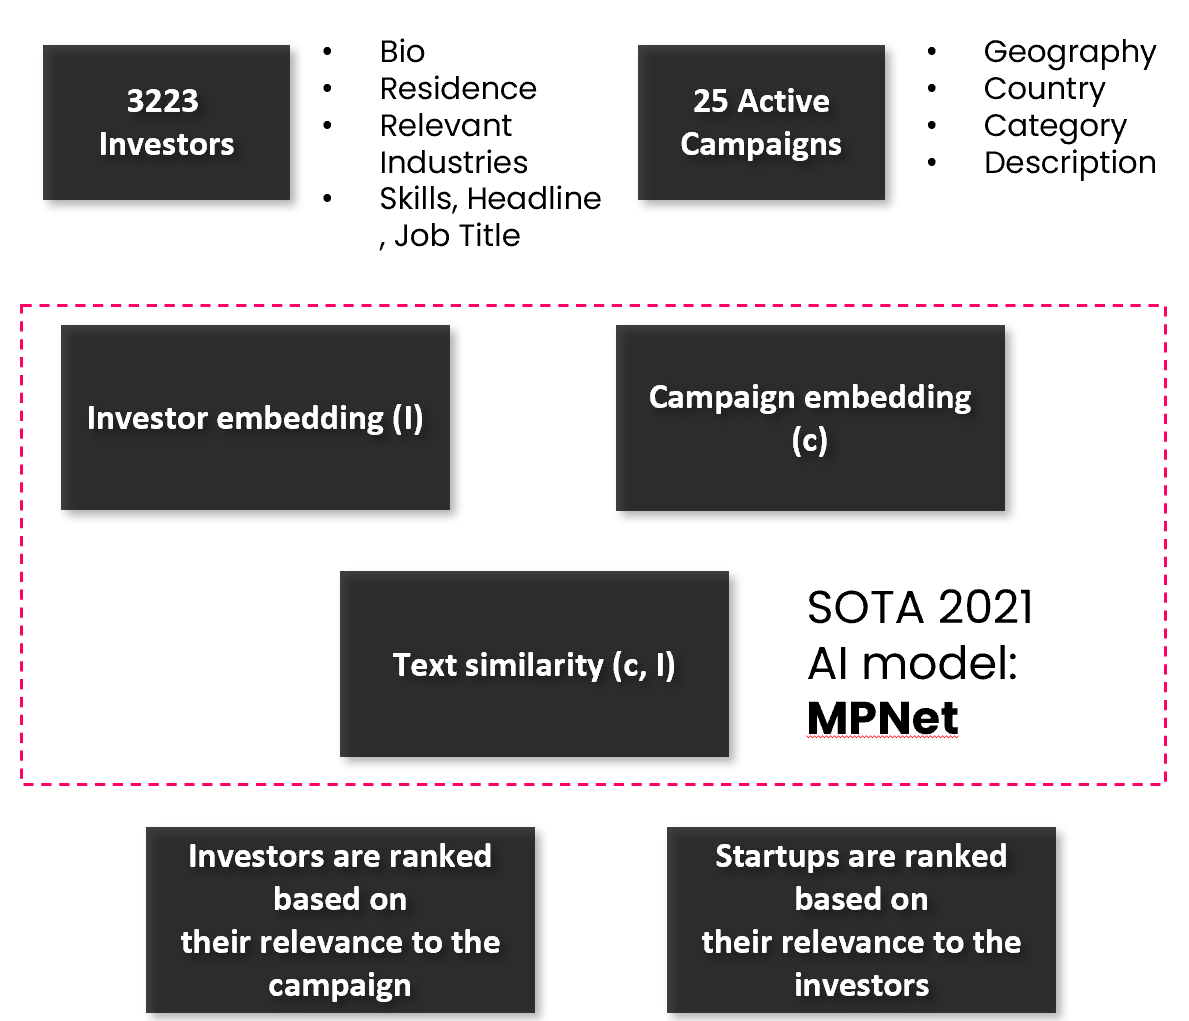 3223
Investors
• Bio
• Residence
• Relevant
Industries
• Skills, Headline
, Job Title
25 Active
Campaigns
• Geography
• Country
• Category
• Description
Investor embedding (I)
Campaign embedding
(c)
Text similarity (c, I)
SOTA 2021
AI model:
MPNet
Investors are ranked
based on
their relevance to the
campaign
Startups are ranked
based on
their relevance to the
investors